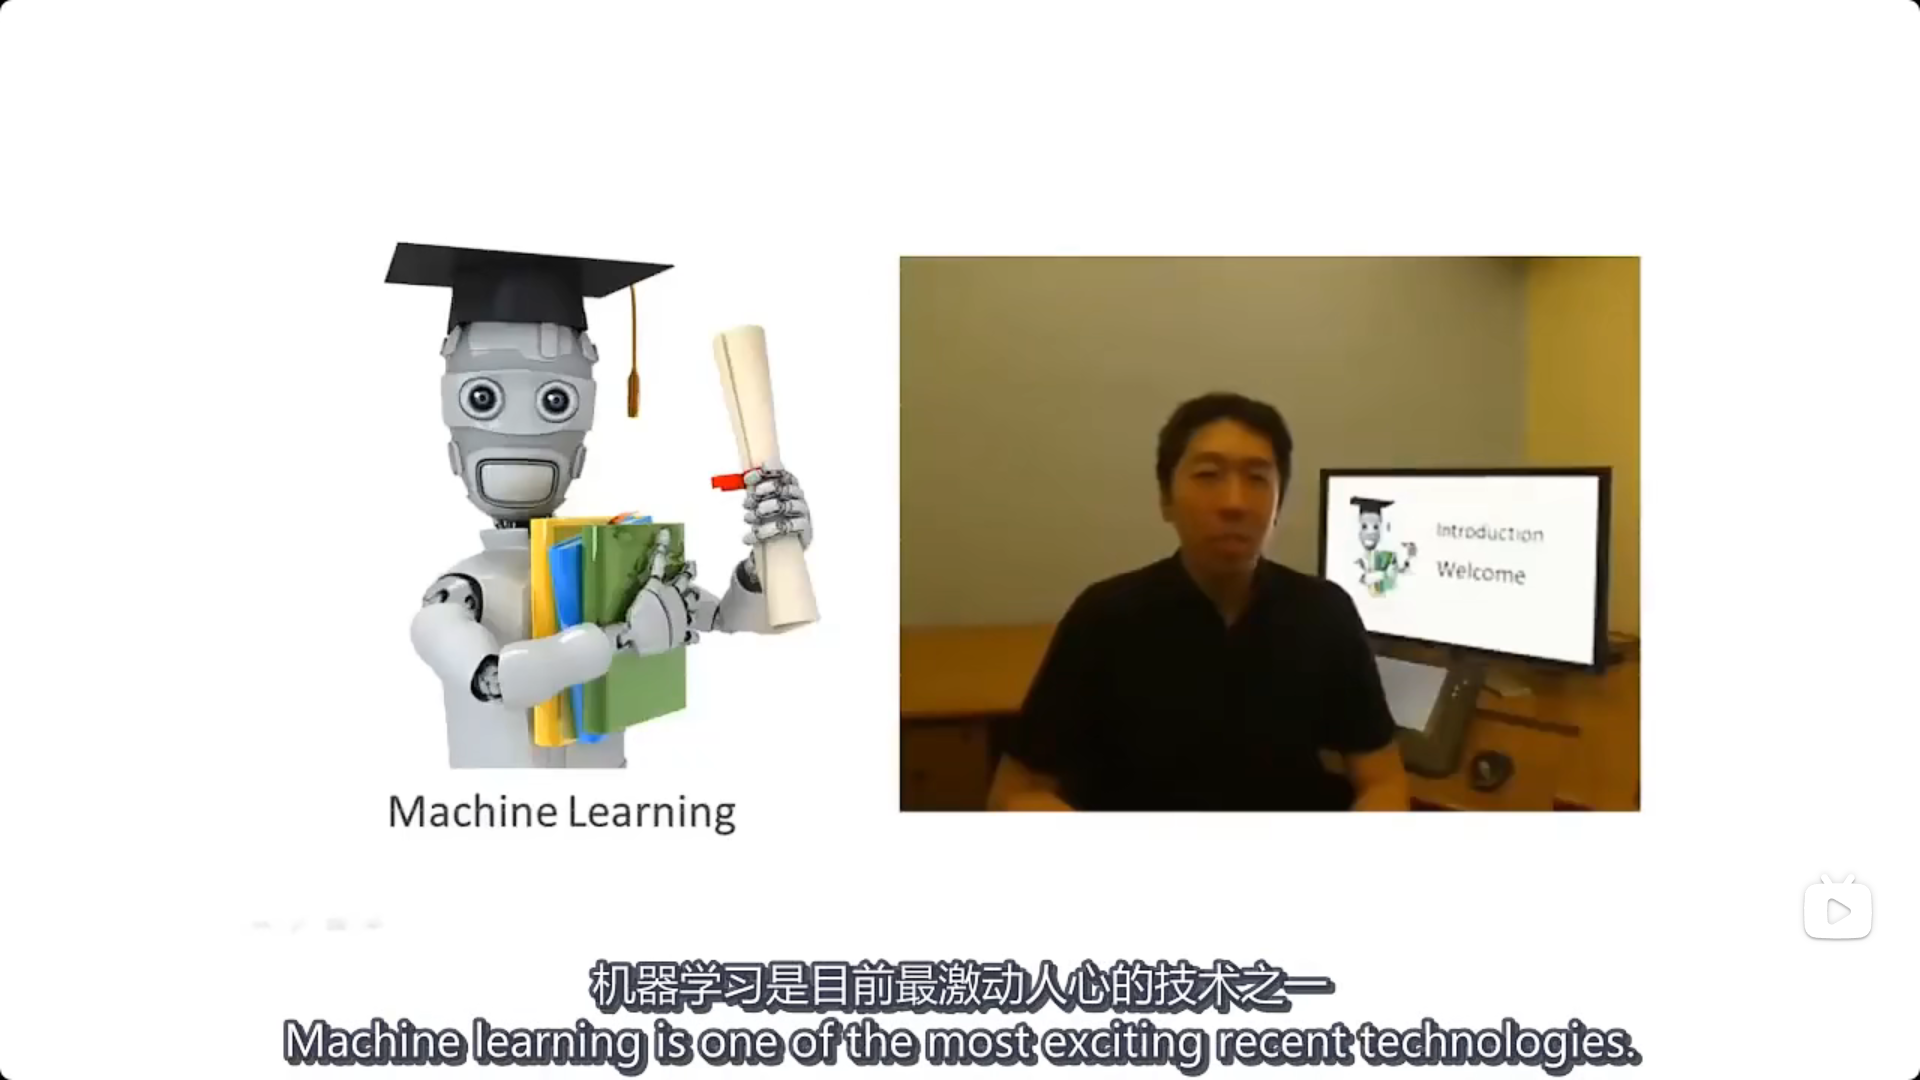 Introduction
Welcome
Machine Learning
机器学习是目前最激动人心的技术之一
Machine learning is one of the most exciting recent technologies.